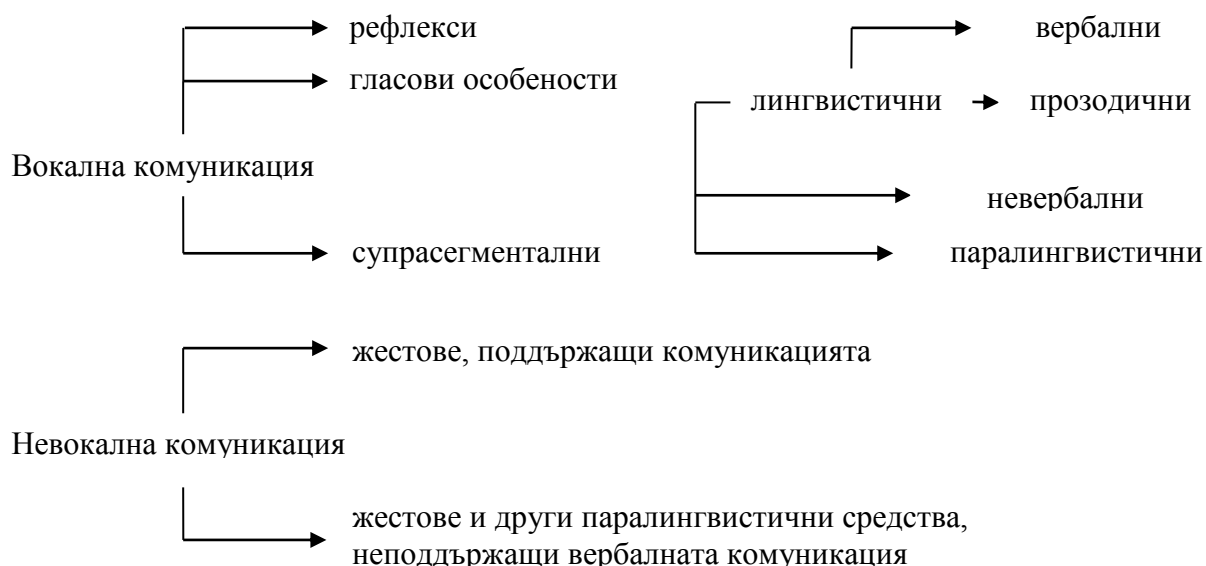 рефлекси
вербални
гласови особености
лингвистични
прозодични
Вокална комуникация
невербални
супрасегментални
паралингвистични
жестове, поддържащи комуникацията
Невокална комуникация
жестове и други паралингвистични средства,
неподдържащи вербалната комуникация